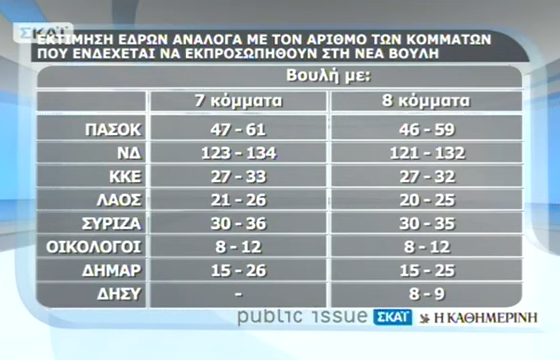 ΣΚΑΪ
ΕΚΤΙΜΗΣΗ ΕΔΡΩΝ ΑΝΑΛΟΓΑ ΜΕ ΤΟΝ ΑΡΙΘΜΟ ΤΩΝ ΚΟΜΜΑΤΩΝ
ΠΟΥ ΕΝΔΕΧΕΤΑΙ ΝΑ ΕΚΠΡΟΣΩΠΗΘΟΥΝ ΣΤΗ ΝΕΑ ΒΟΥΛΗ
Βουλή με:
7 κόμματα 8 κόμματα
ΠΑΣΟΚ 47 - 61 46 - 59
ΝΔ 123 - 134 121 - 132
ΚΚΕ 27 - 33 27 - 32
ΛΑΟΣ 21 - 26 20 - 25
ΣΥΡΙΖΑ 30 - 36 30 - 35
ΟΙΚΟΛΟΓΟΙ 8 - 12 8 - 12
ΔΗΜΑΡ 15 - 26 15 - 25
ΔΗΣΥ - 8 - 9
public issue ΣΚΑΪ Η ΚΑΘΗΜΕΡΙΝΗ